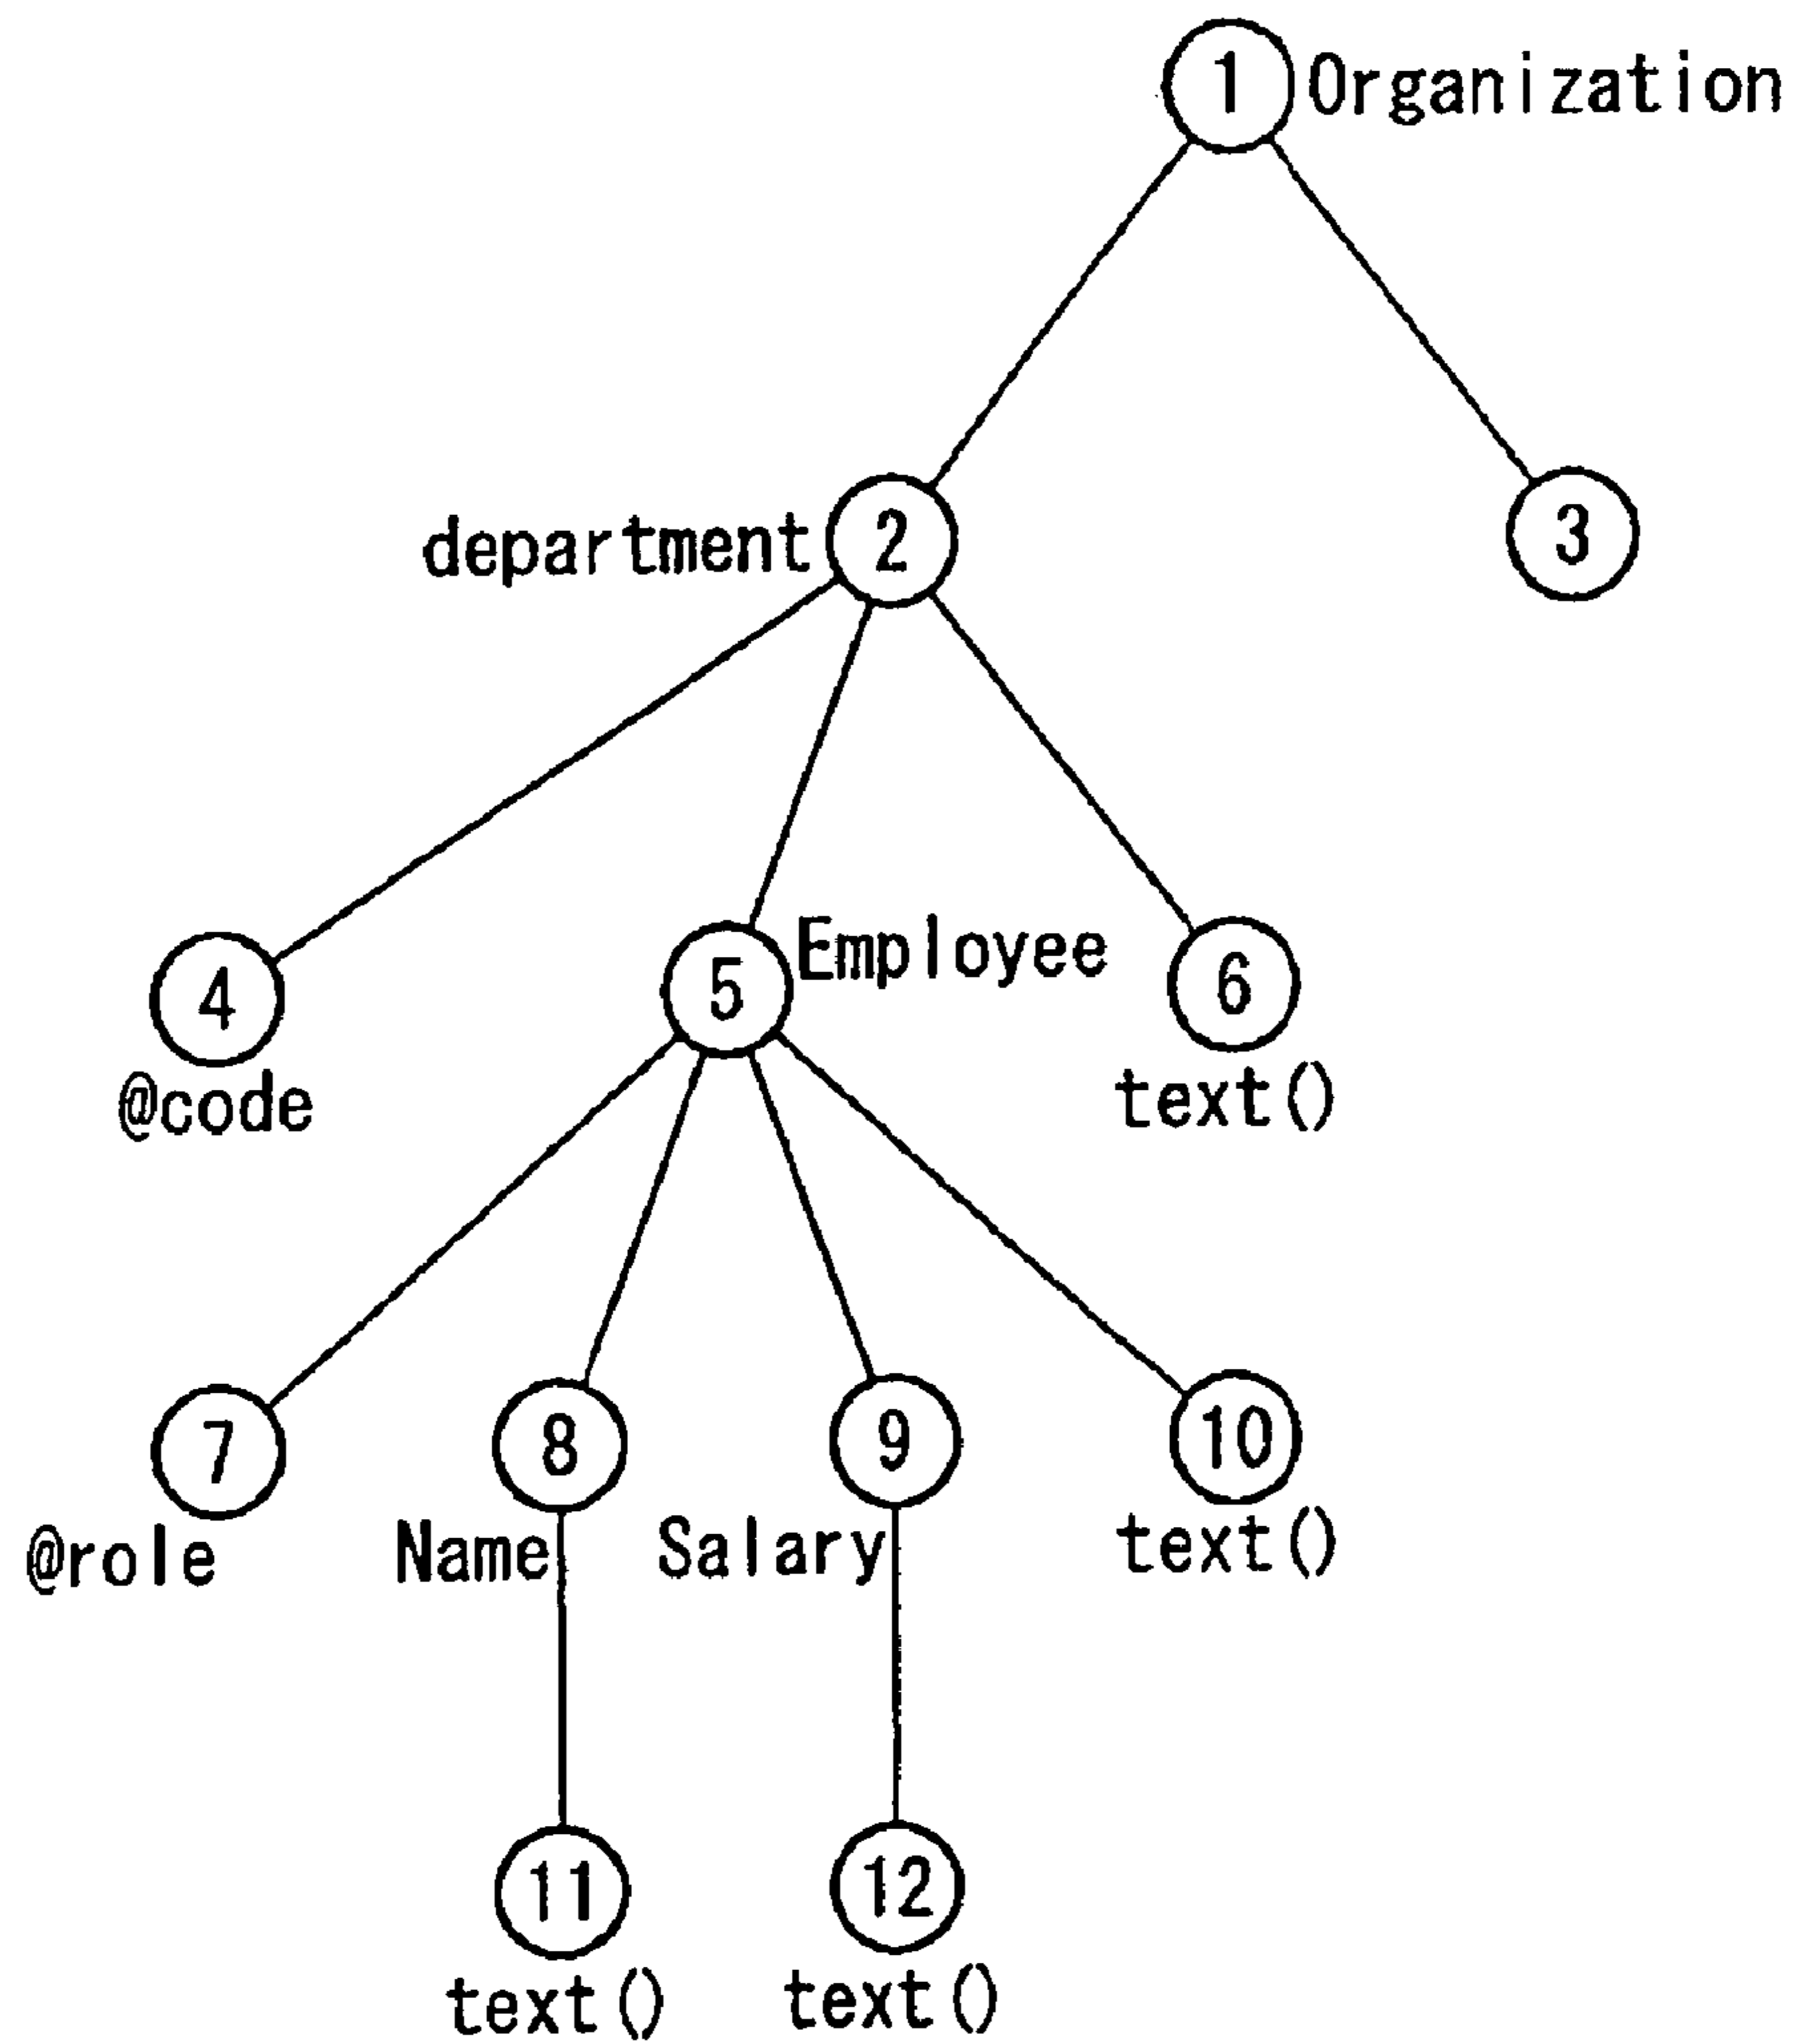 1 Organization
department 2
3
4
@code
5 Employee
6
text()
7
@role
8
Name
9
Salary
10
text()
11
text()
12
text()